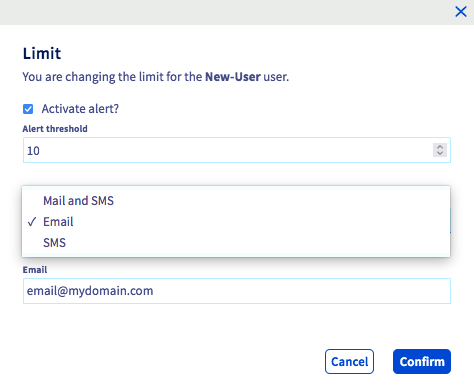 Limit
You are changing the limit for the New-User user.
Activate alert?
Alert threshold
10
Mail and SMS
✓ Email
SMS
Email
email@mydomain.com
Cancel Confirm